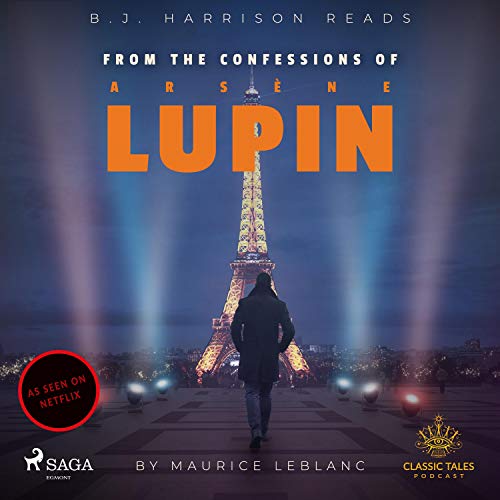 B.J. HARRISON READS
FROM THE CONFESSIONS OF
ARSÈNE
LUPIN
AS SEEN ON
NETFLIX
SAGA
EGMONT
BY MAURICE LEBLANC
CLASSIC TALES
PODCAST